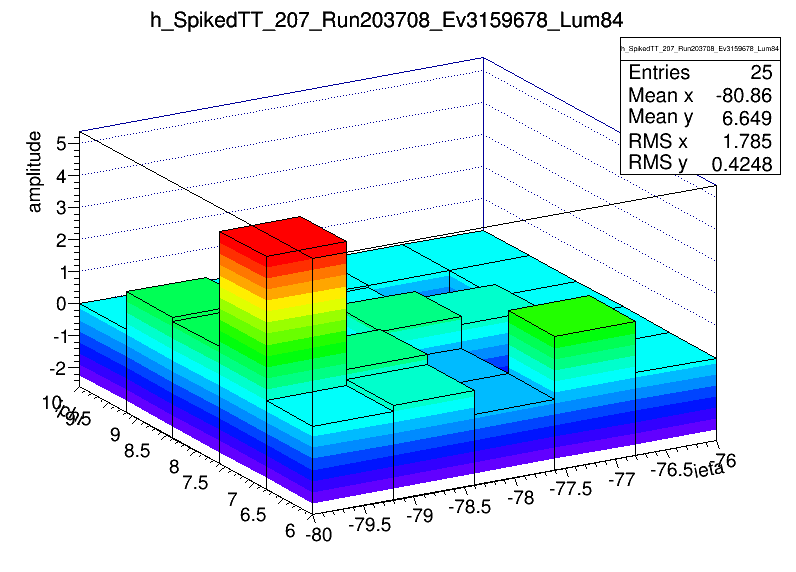 h_SpikedTT_207_Run203708_Ev3159678_Lum84
h_SpikedTT_207_Run203708_Ev3159678_Lum84
Entries 25
Mean x -80.86
Mean y 6.649
RMS x 1.785
RMS y 0.4248
amplitude
5
4
3
2
1
0
-1
-2
10
9.5
iphi
9
8.5
8
7.5
7
6.5
6
-80
-79.5
-79
-78.5
-78
-77.5
-77
-76.5
ieta
-76